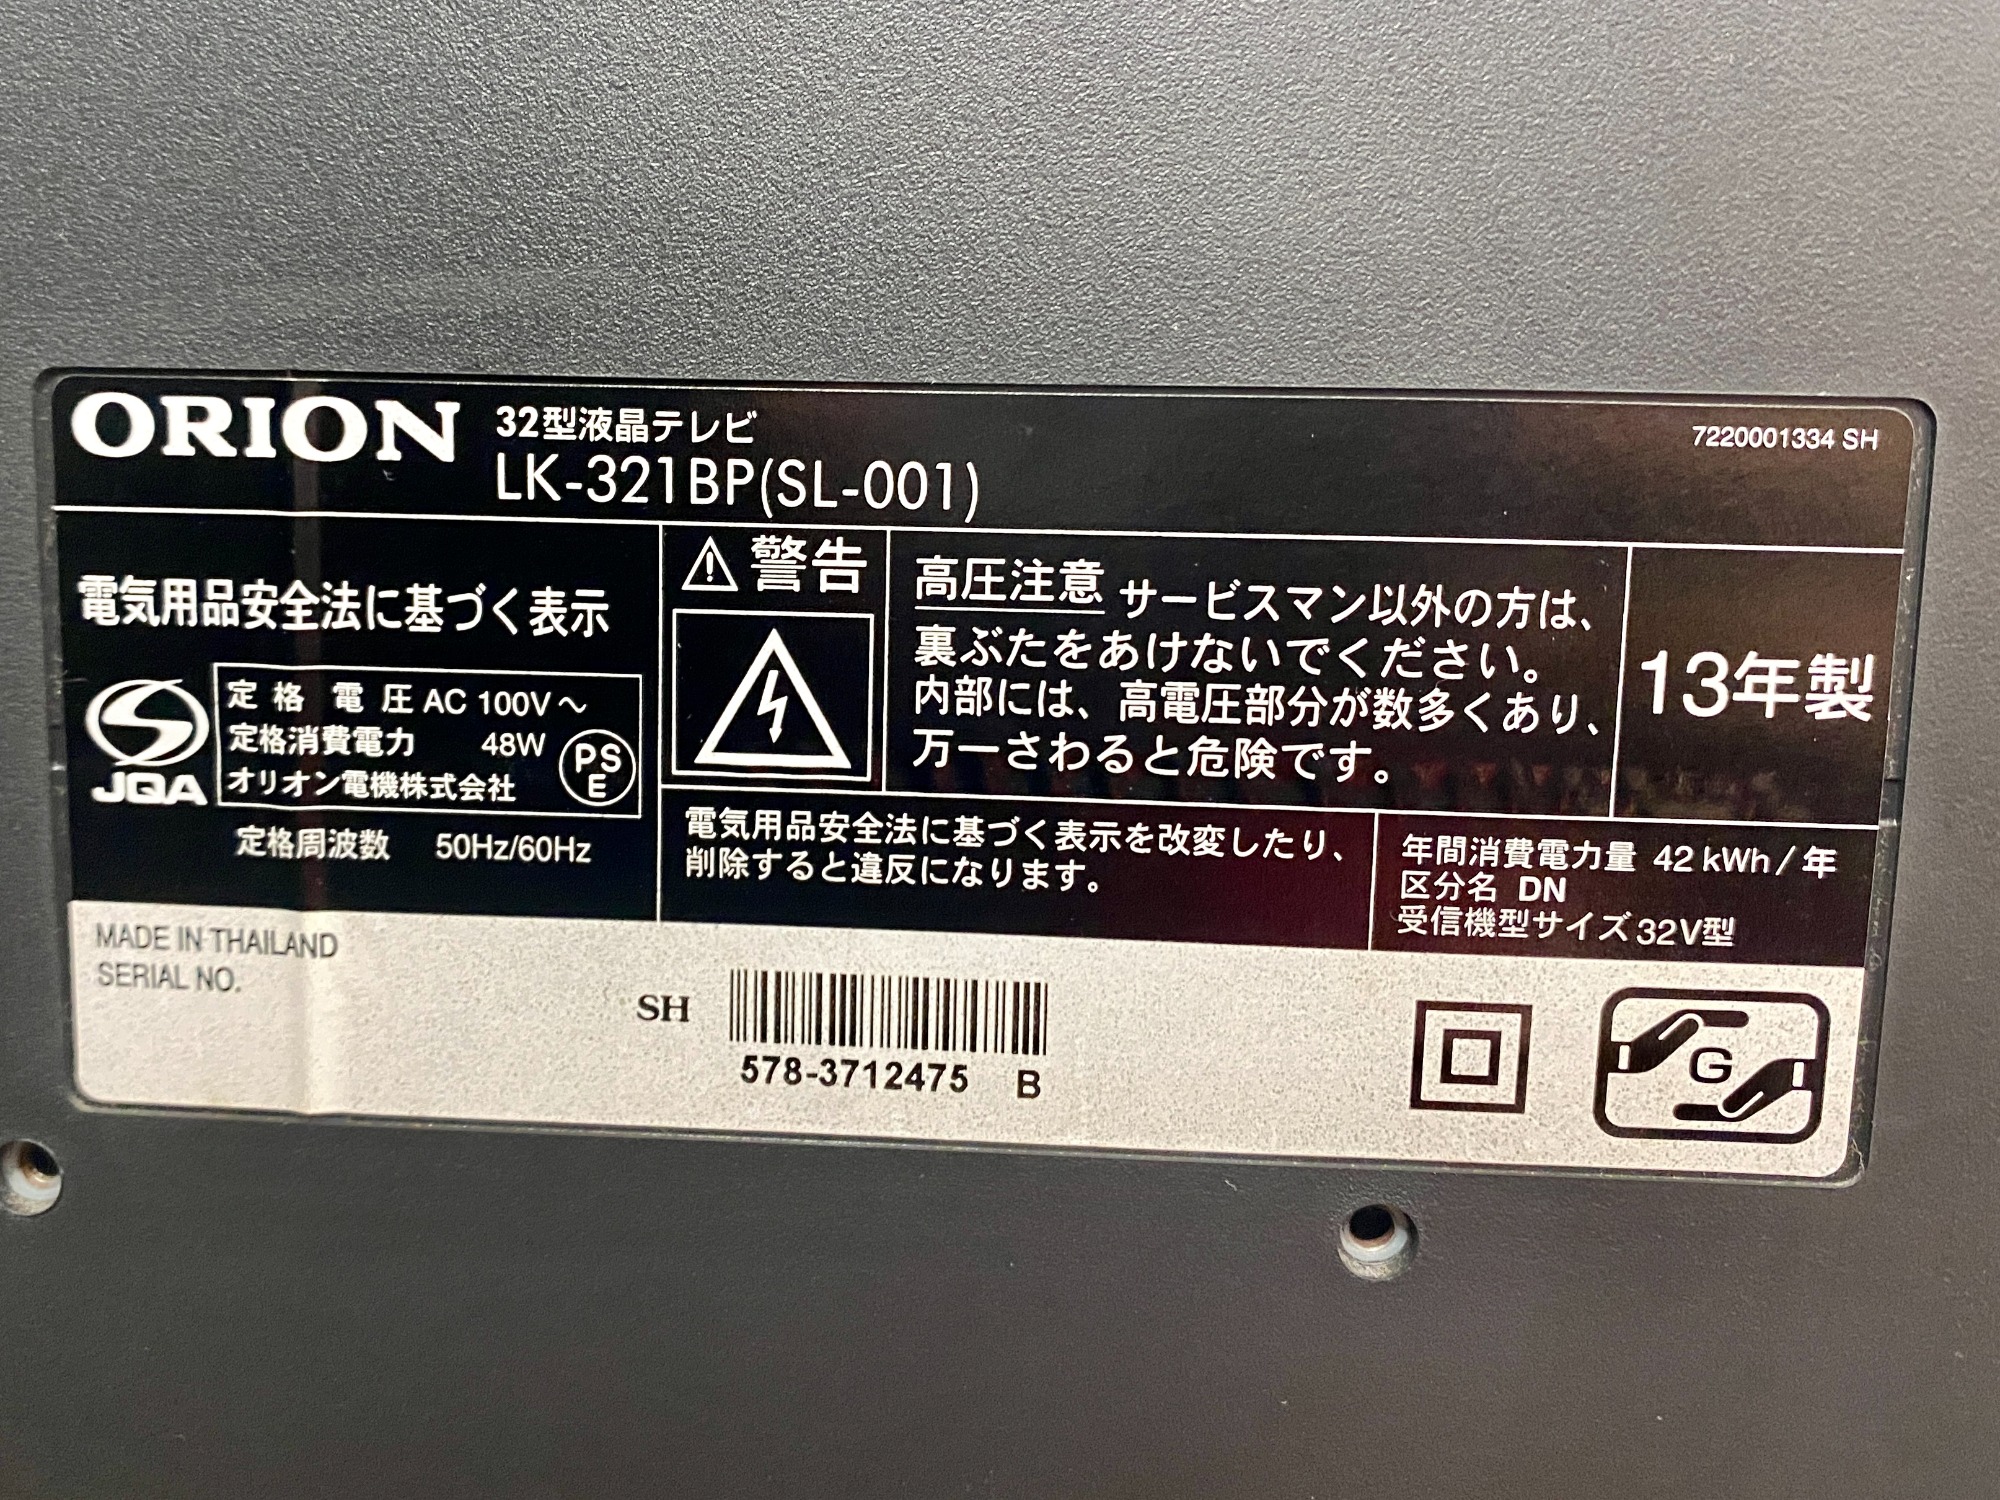 ORION
32型液晶テレビ
LK-321BP(SL-001)
7220001334 SH
電気用品安全法に基づく表示
JQA
定格電圧 AC 100V～
定格消費電力 48W
オリオン電機株式会社
PS
E
定格周波数 50Hz/60Hz
警告
高圧注意 サービスマン以外の方は、
裏ぶたをあけないでください。
内部には、高電圧部分が数多くあり、
万一さわると危険です。
13年製
電気用品安全法に基づく表示を改変したり、
削除すると違反になります。
年間消費電力量 42 kWh/年
区分名 DN
受信機型サイズ 32V型
MADE IN THAILAND
SERIAL NO.
SH
578-3712475 B
G